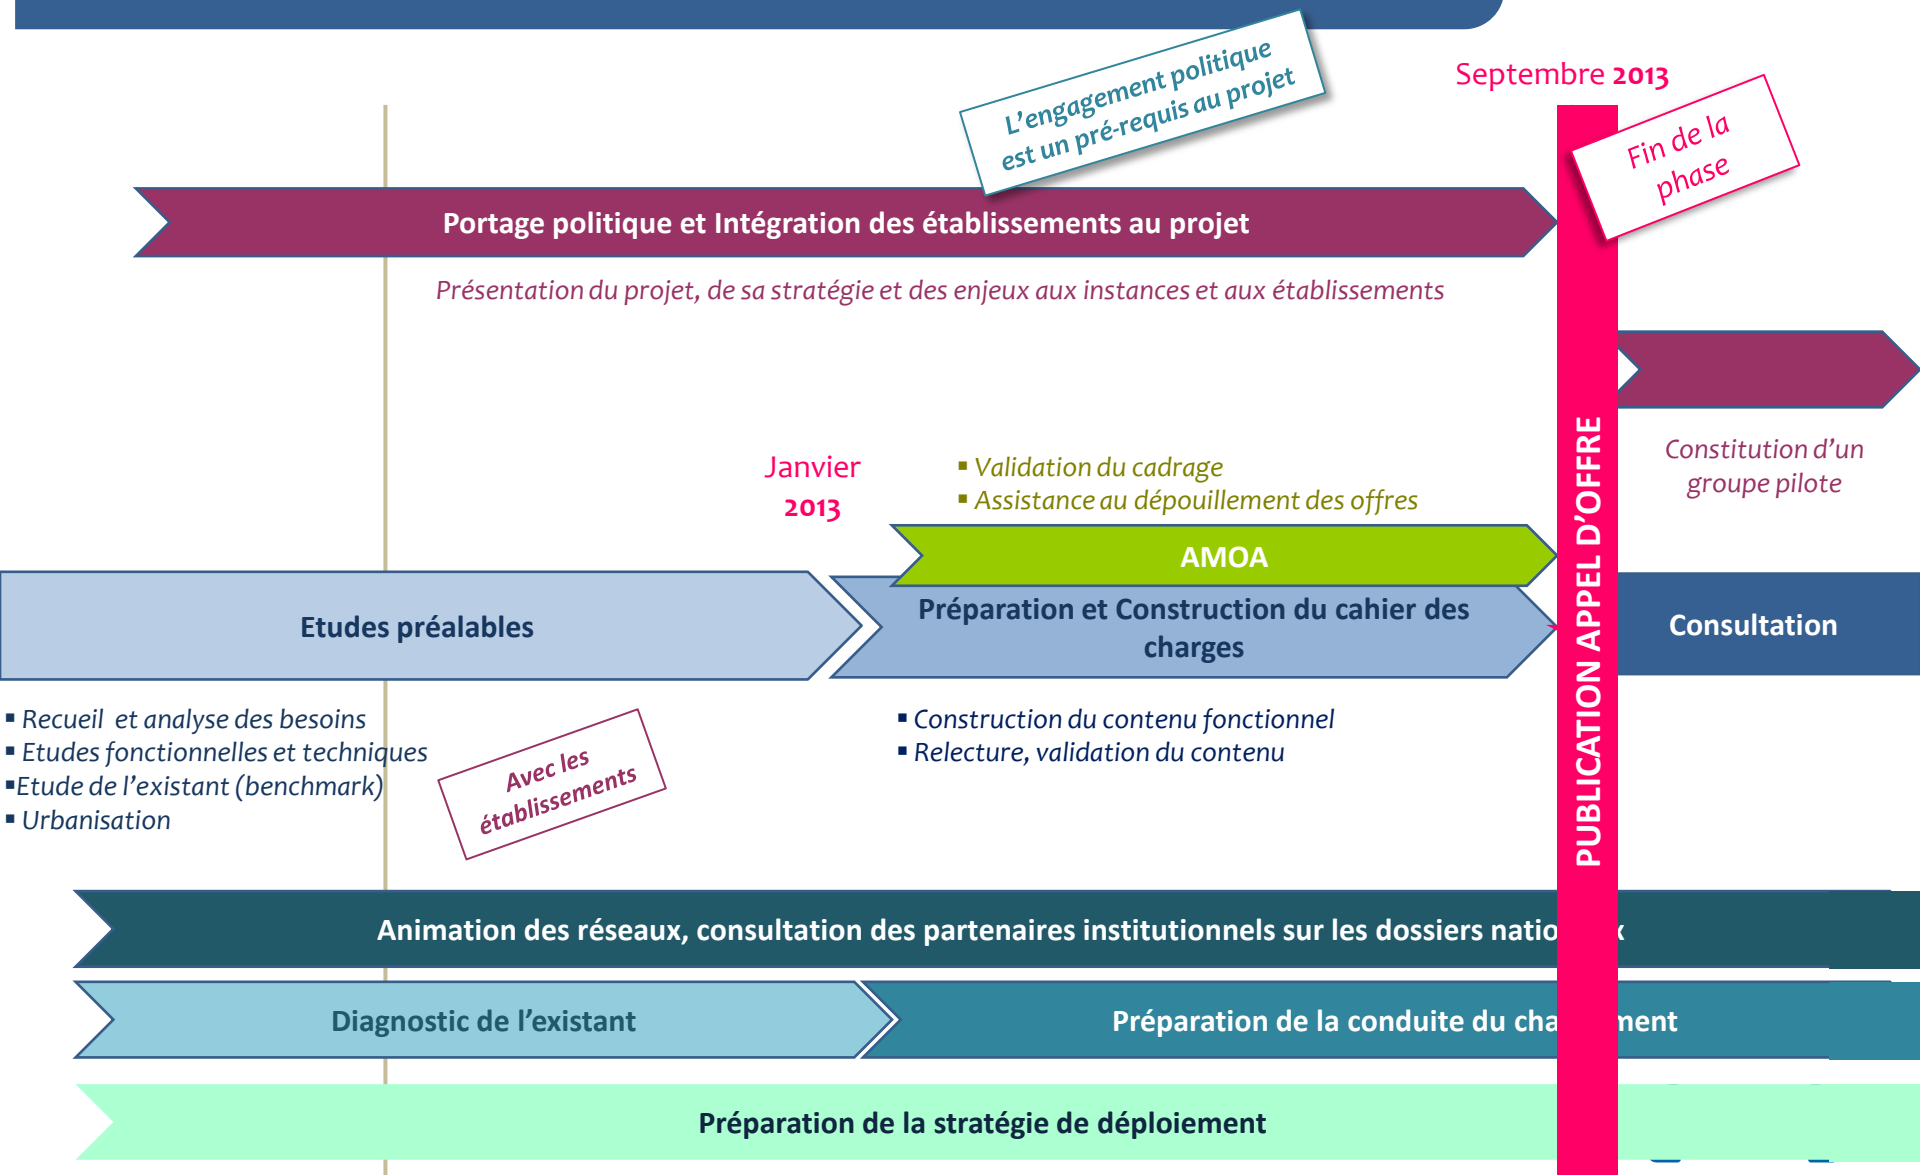 L'engagement politique
est un pré-requis au projet
Septembre 2013
Fin de la
phase
Portage politique et Intégration des établissements au projet
Présentation du projet, de sa stratégie et des enjeux aux instances et aux établissements
Janvier
2013
▪ Validation du cadrage
▪ Assistance au dépouillement des offres
Constitution d'un
groupe pilote
AMOA
Etudes préalables
Préparation et Construction du cahier des
charges
PUBLICATION APPEL D'OFFRE
Consultation
▪ Recueil et analyse des besoins
▪ Etudes fonctionnelles et techniques
▪Etude de l'existant (benchmark)
▪ Urbanisation
Avec les
établissements
▪ Construction du contenu fonctionnel
▪ Relecture, validation du contenu
Animation des réseaux, consultation des partenaires institutionnels sur les dossiers natio x
Diagnostic de l'existant
Préparation de la conduite du cha ment
Préparation de la stratégie de déploiement